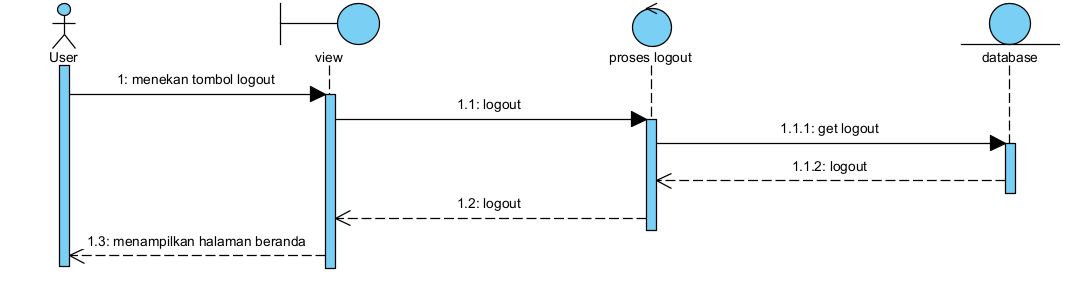 User
view
proses logout
database
1: menekan tombol logout
1.1: logout
1.1.1: get logout
1.1.2: logout
1.2: logout
1.3: menampilkan halaman beranda